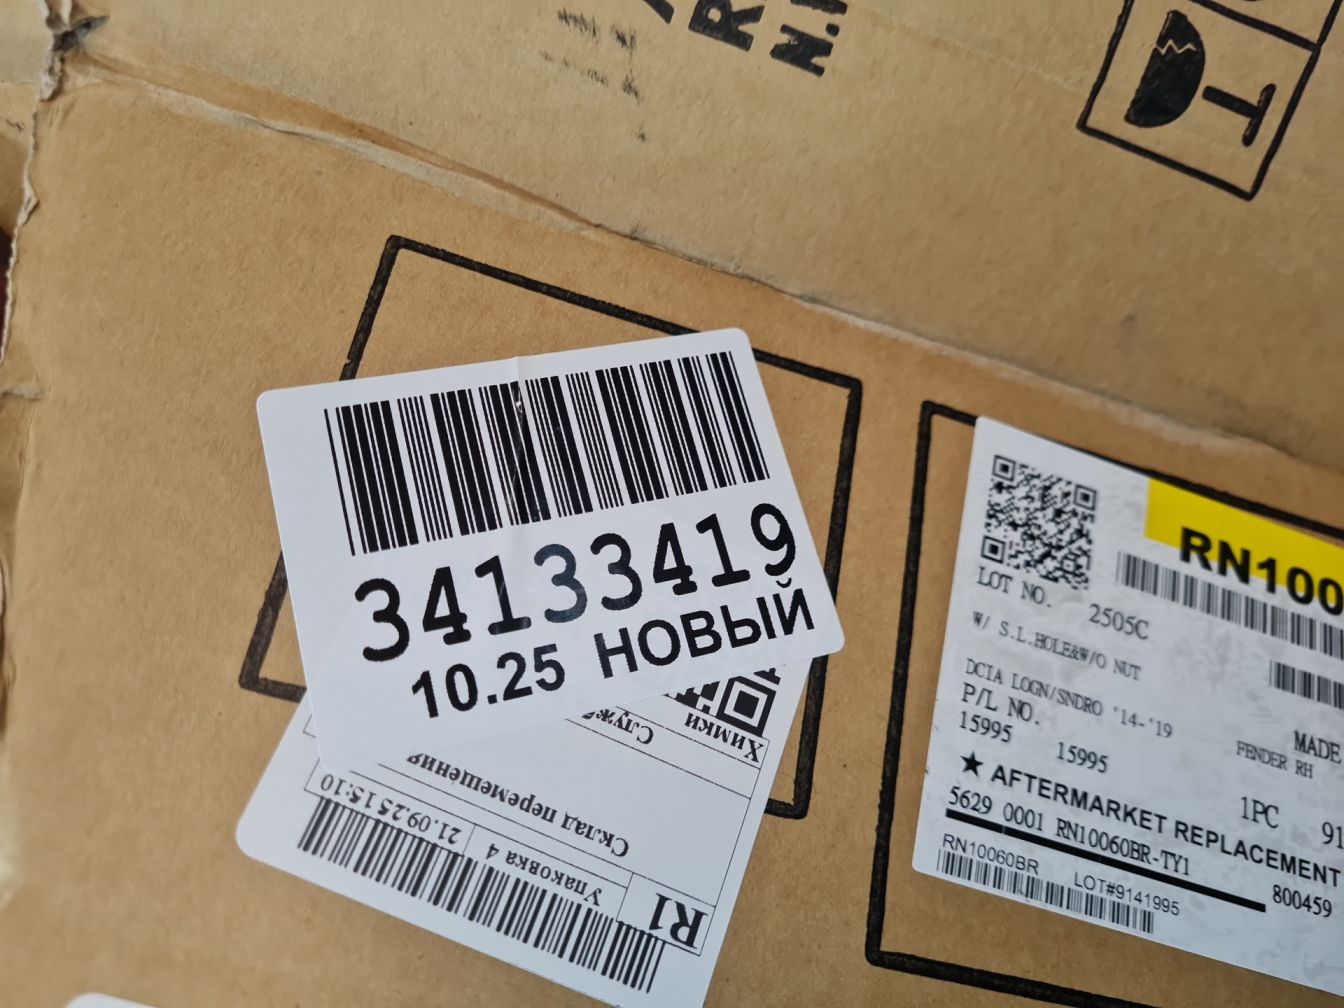 N.
34133419
10.25 НОВЫЙ
Химки
Склад перемещения
21.09.25 15:10
Упаковка 4
R1
RN100
LOT NO. 2505C
W/ S.L.HOLE&W/O NUT
DCIA LOGN/SNDRO '14-'19
P/L NO.
15995 15995
MADE
FENDER RH
★ AFTERMARKET REPLACEMENT
1PC 91
5629 0001 RN10060BR-TY1
800459
RN10060BR LOT#9141995